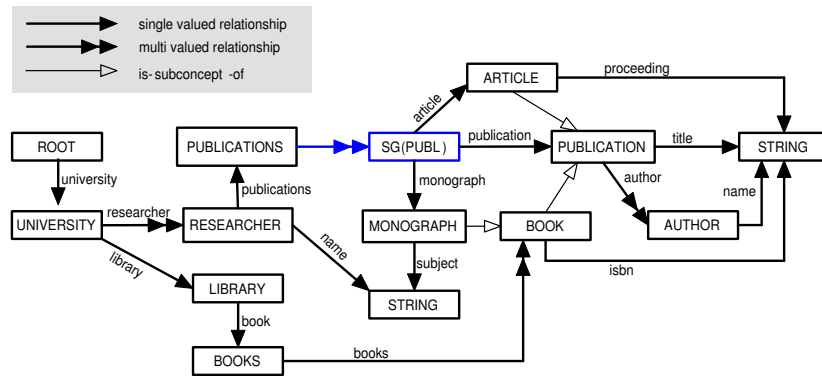 single valued relationship
multi valued relationship
is-subconcept -of
ARTICLE
proceeding
article
ROOT
PUBLICATIONS
SG(PUBL)
publication
PUBLICATION
title
STRING
university
publications
monograph
author
name
UNIVERSITY
researcher
RESEARCHER
MONOGRAPH
BOOK
AUTHOR
library
name
subject
isbn
LIBRARY
STRING
book
BOOKS
books